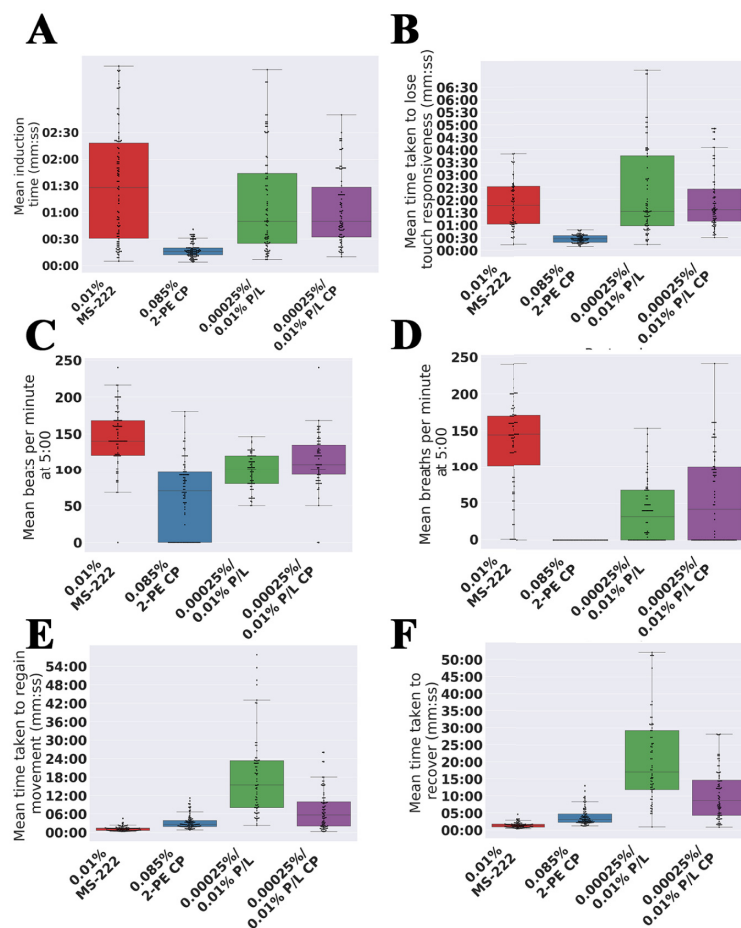 A
Mean induction
time (mm:ss)
02:30
02:00
01:30
01:00
00:30
00:00
0.01%
MS-222
0.085%
2-PE CP
0.00025%/
0.01% P/L
0.00025%/
0.01% P/L CP
B
Mean time taken to lose
touch responsiveness (mm:ss)
06:30
06:00
05:30
05:00
04:30
04:00
03:30
03:00
02:30
02:00
01:30
01:00
00:30
00:00
0.01%
MS-222
0.085%
2-PE CP
0.00025%/
0.01% P/L
0.00025%/
0.01% P/L CP
C
Mean beats per minute
at 5:00
250
200
150
100
50
0
0.01%
MS-222
0.085%
2-PE CP
0.00025%/
0.01% P/L
0.00025%/
0.01% P/L CP
D
Mean breaths per minute
at 5:00
250
200
150
100
50
0
0.01%
MS-222
0.085%
2-PE CP
0.00025%/
0.01% P/L
0.00025%/
0.01% P/L CP
E
Mean time taken to regain
movement (mm:ss)
54:00
48:00
42:00
36:00
30:00
24:00
18:00
12:00
06:00
00:00
0.01%
MS-222
0.085%
2-PE CP
0.00025%/
0.01% P/L
0.00025%/
0.01% P/L CP
F
Mean time taken to
recover (mm:ss)
50:00
45:00
40:00
35:00
30:00
25:00
20:00
15:00
10:00
05:00
00:00
0.01%
MS-222
0.085%
2-PE CP
0.00025%/
0.01% P/L
0.00025%/
0.01% P/L CP